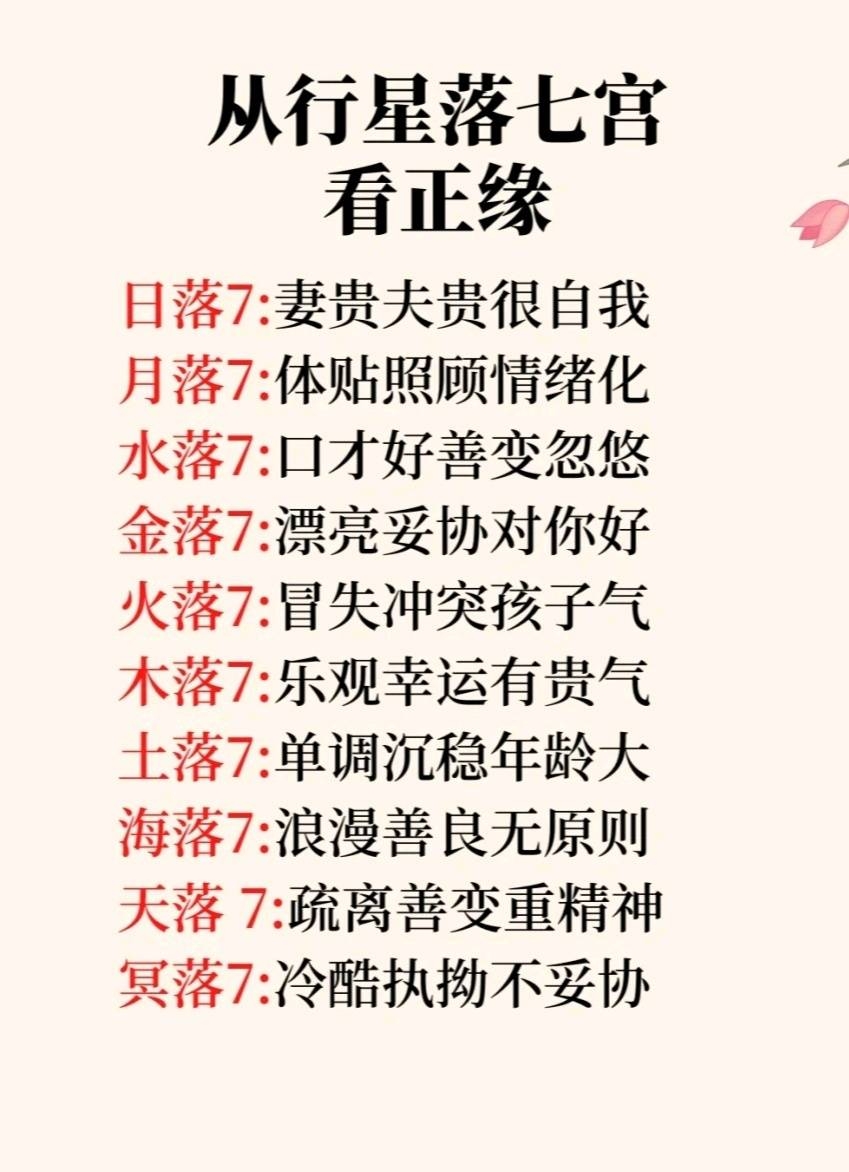 从行星落七宫
看正缘
日落7:妻贵夫贵很自我
月落7:体贴照顾情绪化
水落7:口才好善变忽悠
金落7:漂亮妥协对你好
火落7:冒失冲突孩子气
木落7:乐观幸运有贵气
土落7:单调沉稳年龄大
海落7:浪漫善良无原则
天落 7:疏离善变重精神
冥落7:冷酷执拗不妥协